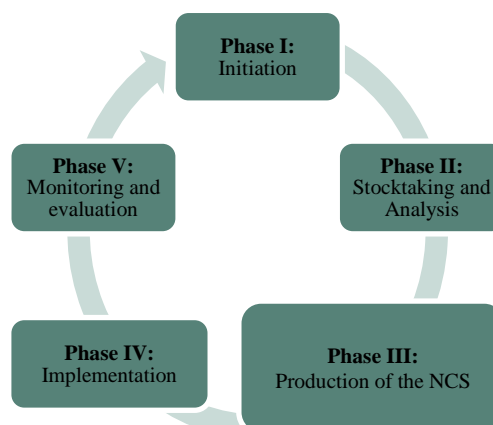 Phase I:
Initiation
Phase II:
Stocktaking and
Analysis
Phase III:
Production of the NCS
Phase IV:
Implementation
Phase V:
Monitoring and
evaluation